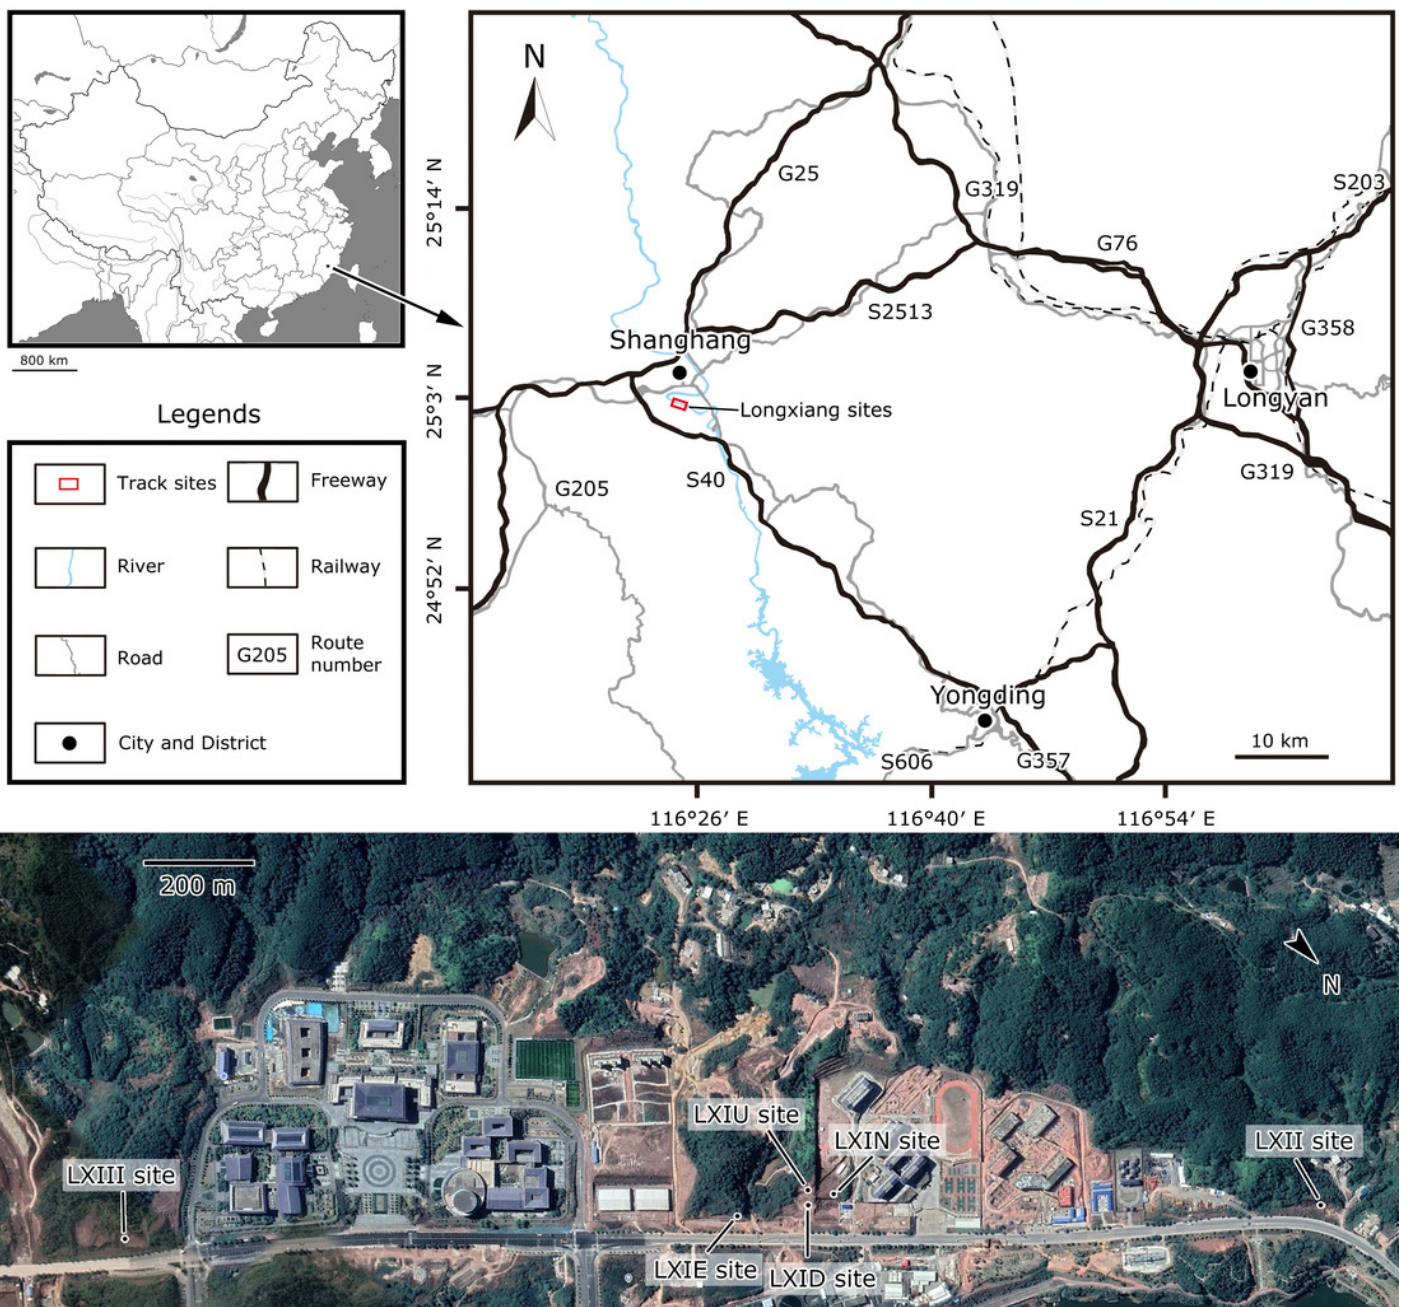 800 km
Legends
Track sites
Freeway
River
Railway
Road
G205
Route
number
City and District
N
25°14′ N
25°3′ N
24°52′ N
G25
G319
S203
G76
S2513
G358
Shanghang
Longxiang sites
Longyan
S40
G205
G319
S21
Yongding
S606
G357
10 km
116°26′ E
116°40′ E
116°54′ E
200 m
N
LXIU site
LXIN site
LXII site
LXIII site
LXIE site
LXID site